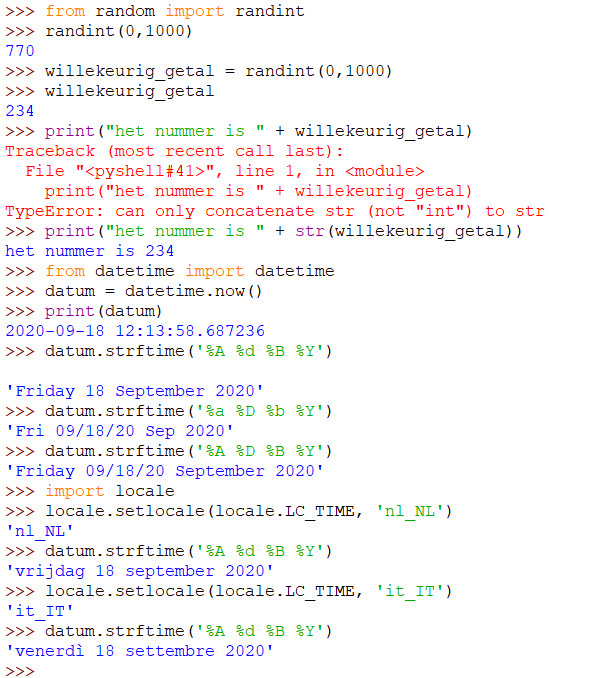 >>> from random import randint
>>> randint(0,1000)
770
>>> willekeurig_getal = randint(0,1000)
>>> willekeurig_getal
234
>>> print("het nummer is " + willekeurig_getal)
Traceback (most recent call last):
  File "<pyshell#41>", line 1, in <module>
    print("het nummer is " + willekeurig_getal)
TypeError: can only concatenate str (not "int") to str
>>> print("het nummer is " + str(willekeurig_getal))
het nummer is 234
>>> from datetime import datetime
>>> datum = datetime.now()
>>> print(datum)
2020-09-18 12:13:58.687236
>>> datum.strftime('%A %d %B %Y')

'Friday 18 September 2020'
>>> datum.strftime('%a %D %b %Y')
'Fri 09/18/20 Sep 2020'
>>> datum.strftime('%A %D %B %Y')
'Friday 09/18/20 September 2020'
>>> import locale
>>> locale.setlocale(locale.LC_TIME, 'nl_NL')
'nl_NL'
>>> datum.strftime('%A %d %B %Y')
'vrijdag 18 september 2020'
>>> locale.setlocale(locale.LC_TIME, 'it_IT')
'it_IT'
>>> datum.strftime('%A %d %B %Y')
'venerdì 18 settembre 2020'
>>>